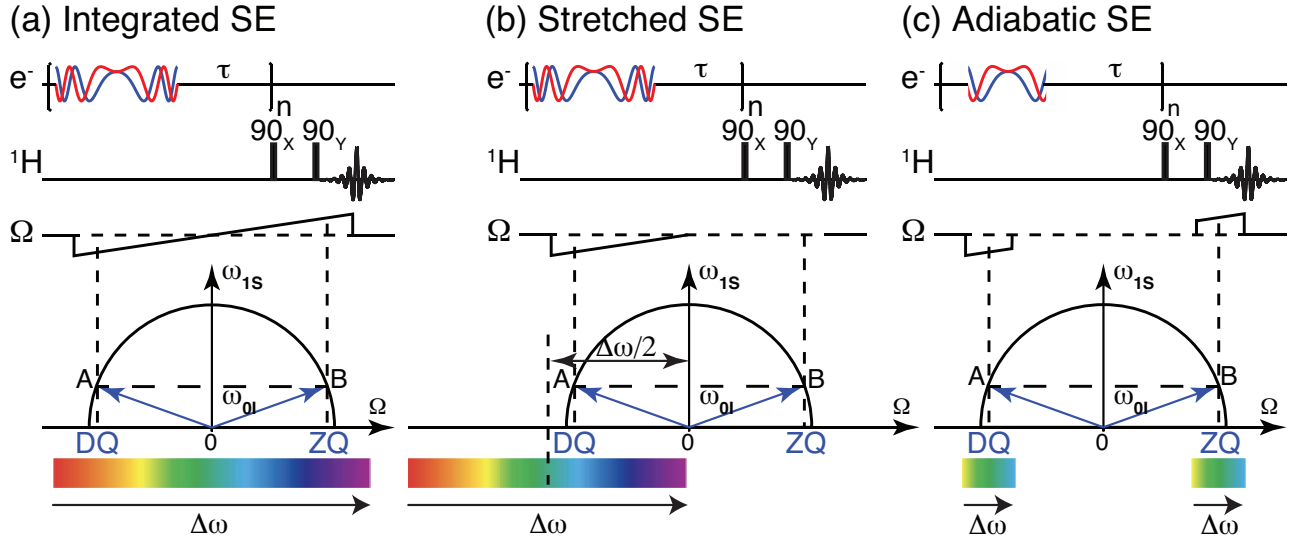 (a) Integrated SE
e-
τ
n
90X 90Y
1H
Ω
ω1S
A
B
ω0I
Ω
DQ
0
ZQ
Δω
(b) Stretched SE
τ
n
90X 90Y
ω1S
Δω/2
A
B
ω0I
Ω
DQ
0
ZQ
Δω
(c) Adiabatic SE
e-
τ
n
90X 90Y
1H
Ω
ω1S
A
B
ω0I
Ω
DQ
0
ZQ
Δω
Δω